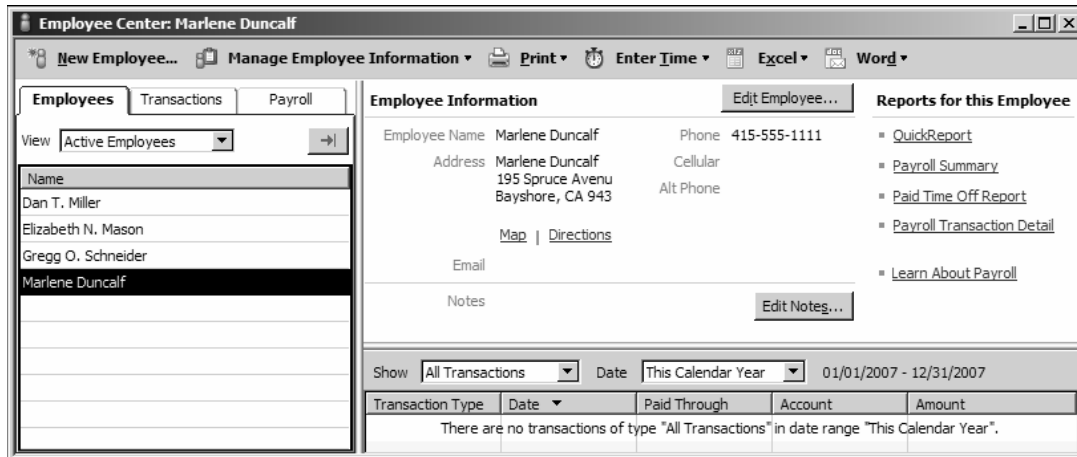 Employee Center: Marlene Duncalf
New Employee... Manage Employee Information Print Enter Time Excel Word
Employees Transactions Payroll
View Active Employees
Name
Dan T. Miller
Elizabeth N. Mason
Gregg O. Schneider
Marlene Duncalf
Employee Information Edit Employee...
Employee Name Marlene Duncalf Phone 415-555-1111
Address Marlene Duncalf Cellular
195 Spruce Avenu
Alt Phone
Bayshore, CA 943
Map | Directions
Email
Notes Edit Notes...
Reports for this Employee
QuickReport
Payroll Summary
Paid Time Off Report
Payroll Transaction Detail
Learn About Payroll
Show All Transactions Date This Calendar Year 01/01/2007 - 12/31/2007
Transaction Type Date Paid Through Account Amount
There are no transactions of type "All Transactions" in date range "This Calendar Year".